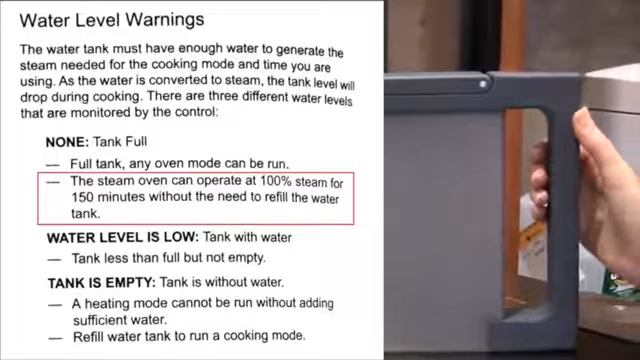 Water Level Warnings
The water tank must have enough water to generate the
steam needed for the cooking mode and time you are
using. As the water is converted to steam, the tank level will
drop during cooking. There are three different water levels
that are monitored by the control:
NONE: Tank Full
— Full tank, any oven mode can be run.
— The steam oven can operate at 100% steam for
150 minutes without the need to refill the water
tank.
WATER LEVEL IS LOW: Tank with water
— Tank less than full but not empty.
TANK IS EMPTY: Tank is without water.
— A heating mode cannot be run without adding
sufficient water.
— Refill water tank to run a cooking mode.